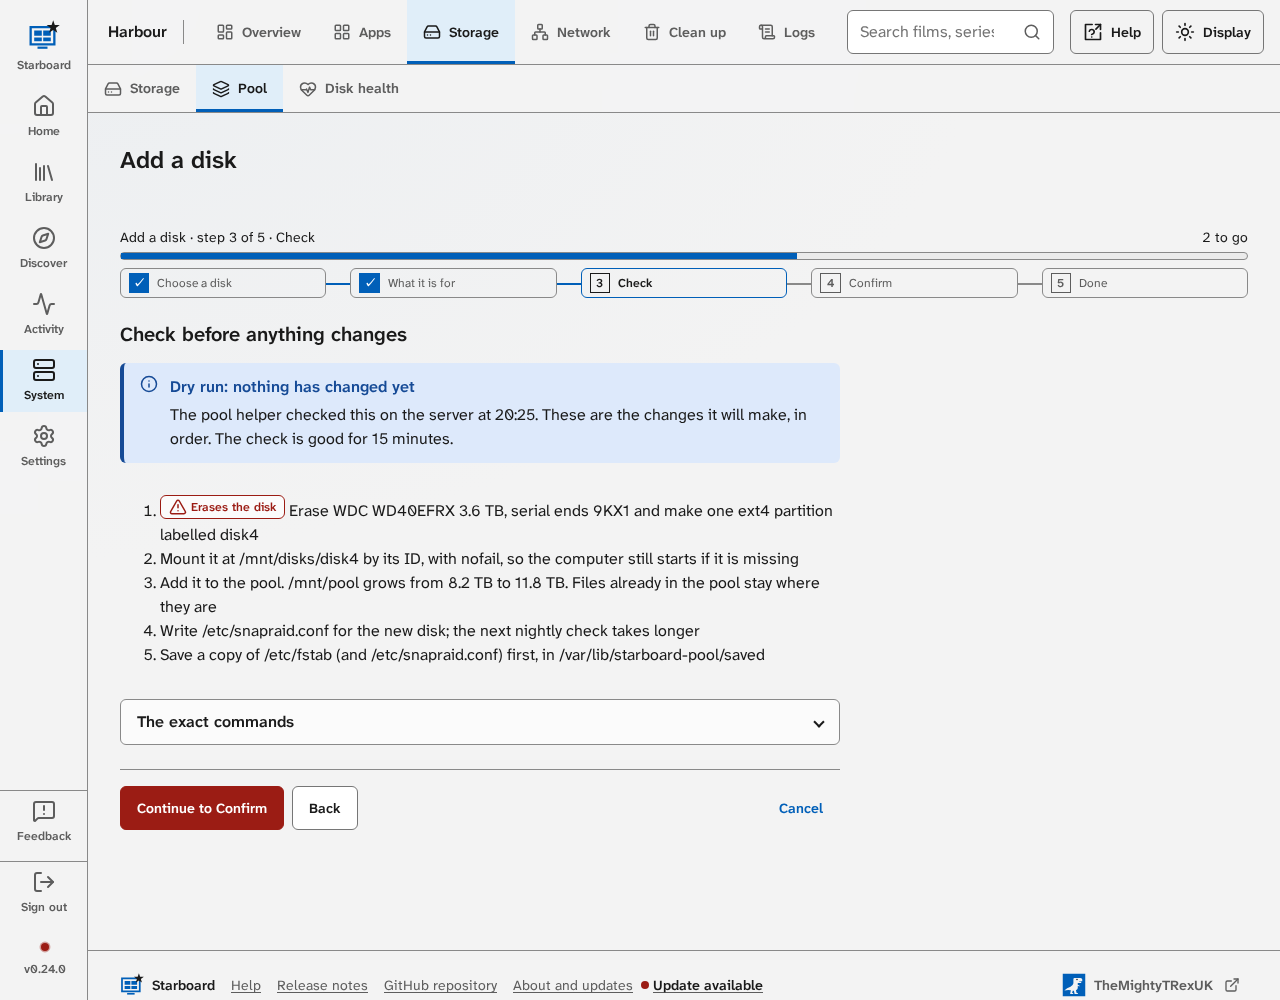 Starboard
Home
Library
Discover
Activity
System
Settings
Feedback
Sign out
v0.24.0
Harbour
Overview
Apps
Storage
Network
Clean up
Logs
Search films, series
Help
Display
Storage
Pool
Disk health
Add a disk
Add a disk · step 3 of 5 · Check
2 to go
✓ Choose a disk
✓ What it is for
3 Check
4 Confirm
5 Done
Check before anything changes
Dry run: nothing has changed yet
The pool helper checked this on the server at 20:25. These are the changes it will make, in
order. The check is good for 15 minutes.
1. Erases the disk Erase WDC WD40EFRX 3.6 TB, serial ends 9KX1 and make one ext4 partition
labelled disk4
2. Mount it at /mnt/disks/disk4 by its ID, with nofail, so the computer still starts if it is missing
3. Add it to the pool. /mnt/pool grows from 8.2 TB to 11.8 TB. Files already in the pool stay where
they are
4. Write /etc/snapraid.conf for the new disk; the next nightly check takes longer
5. Save a copy of /etc/fstab (and /etc/snapraid.conf) first, in /var/lib/starboard-pool/saved
The exact commands
Continue to Confirm
Back
Cancel
Starboard
Help
Release notes
GitHub repository
About and updates
Update available
TheMightyTRexUK